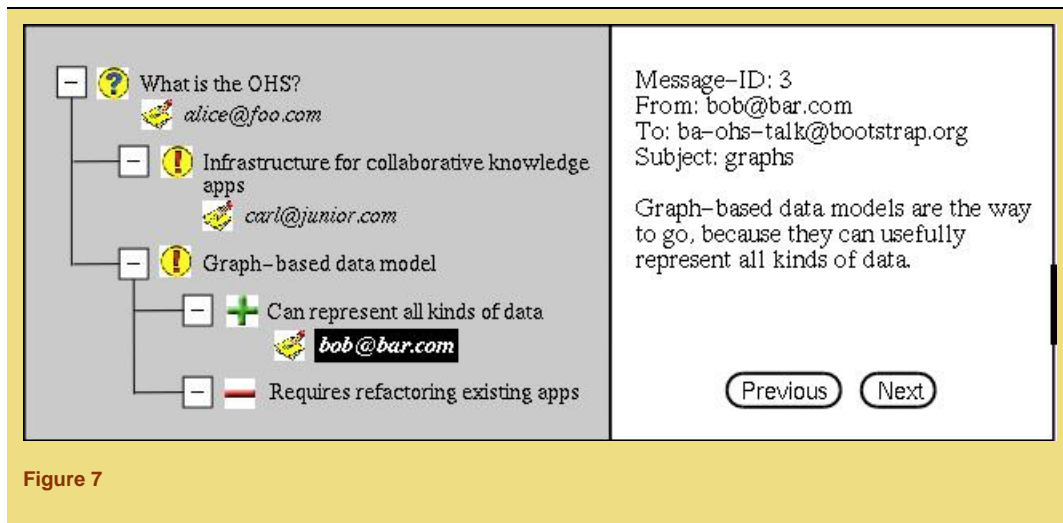 What is the OHS?
alice@foo.com
Infrastructure for collaborative knowledge
apps
carl@junior.com
Graph-based data model
Can represent all kinds of data
bob@bar.com
Requires refactoring existing apps
Message-ID: 3
From: bob@bar.com
To: ba-ohs-talk@bootstrap.org
Subject: graphs
Graph-based data models are the way
to go, because they can usefully
represent all kinds of data.
Previous Next
Figure 7